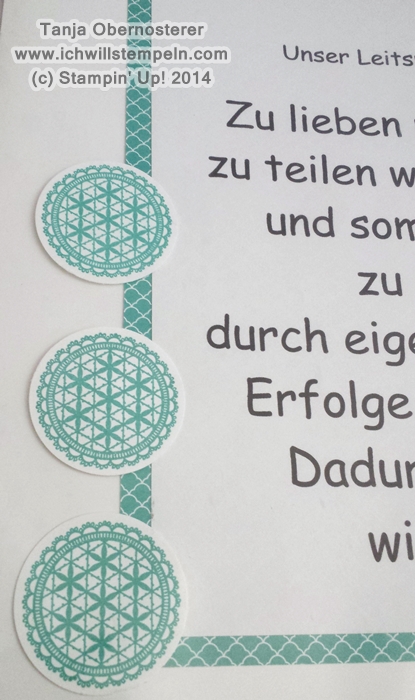 Tanja Obernosterer
www.ichwillstempeln.com
(c) Stampin' Up! 2014
Unser Leits
Zu lieben
zu teilen w
und som
zu
durch eige
Erfolge
Dadur
wi